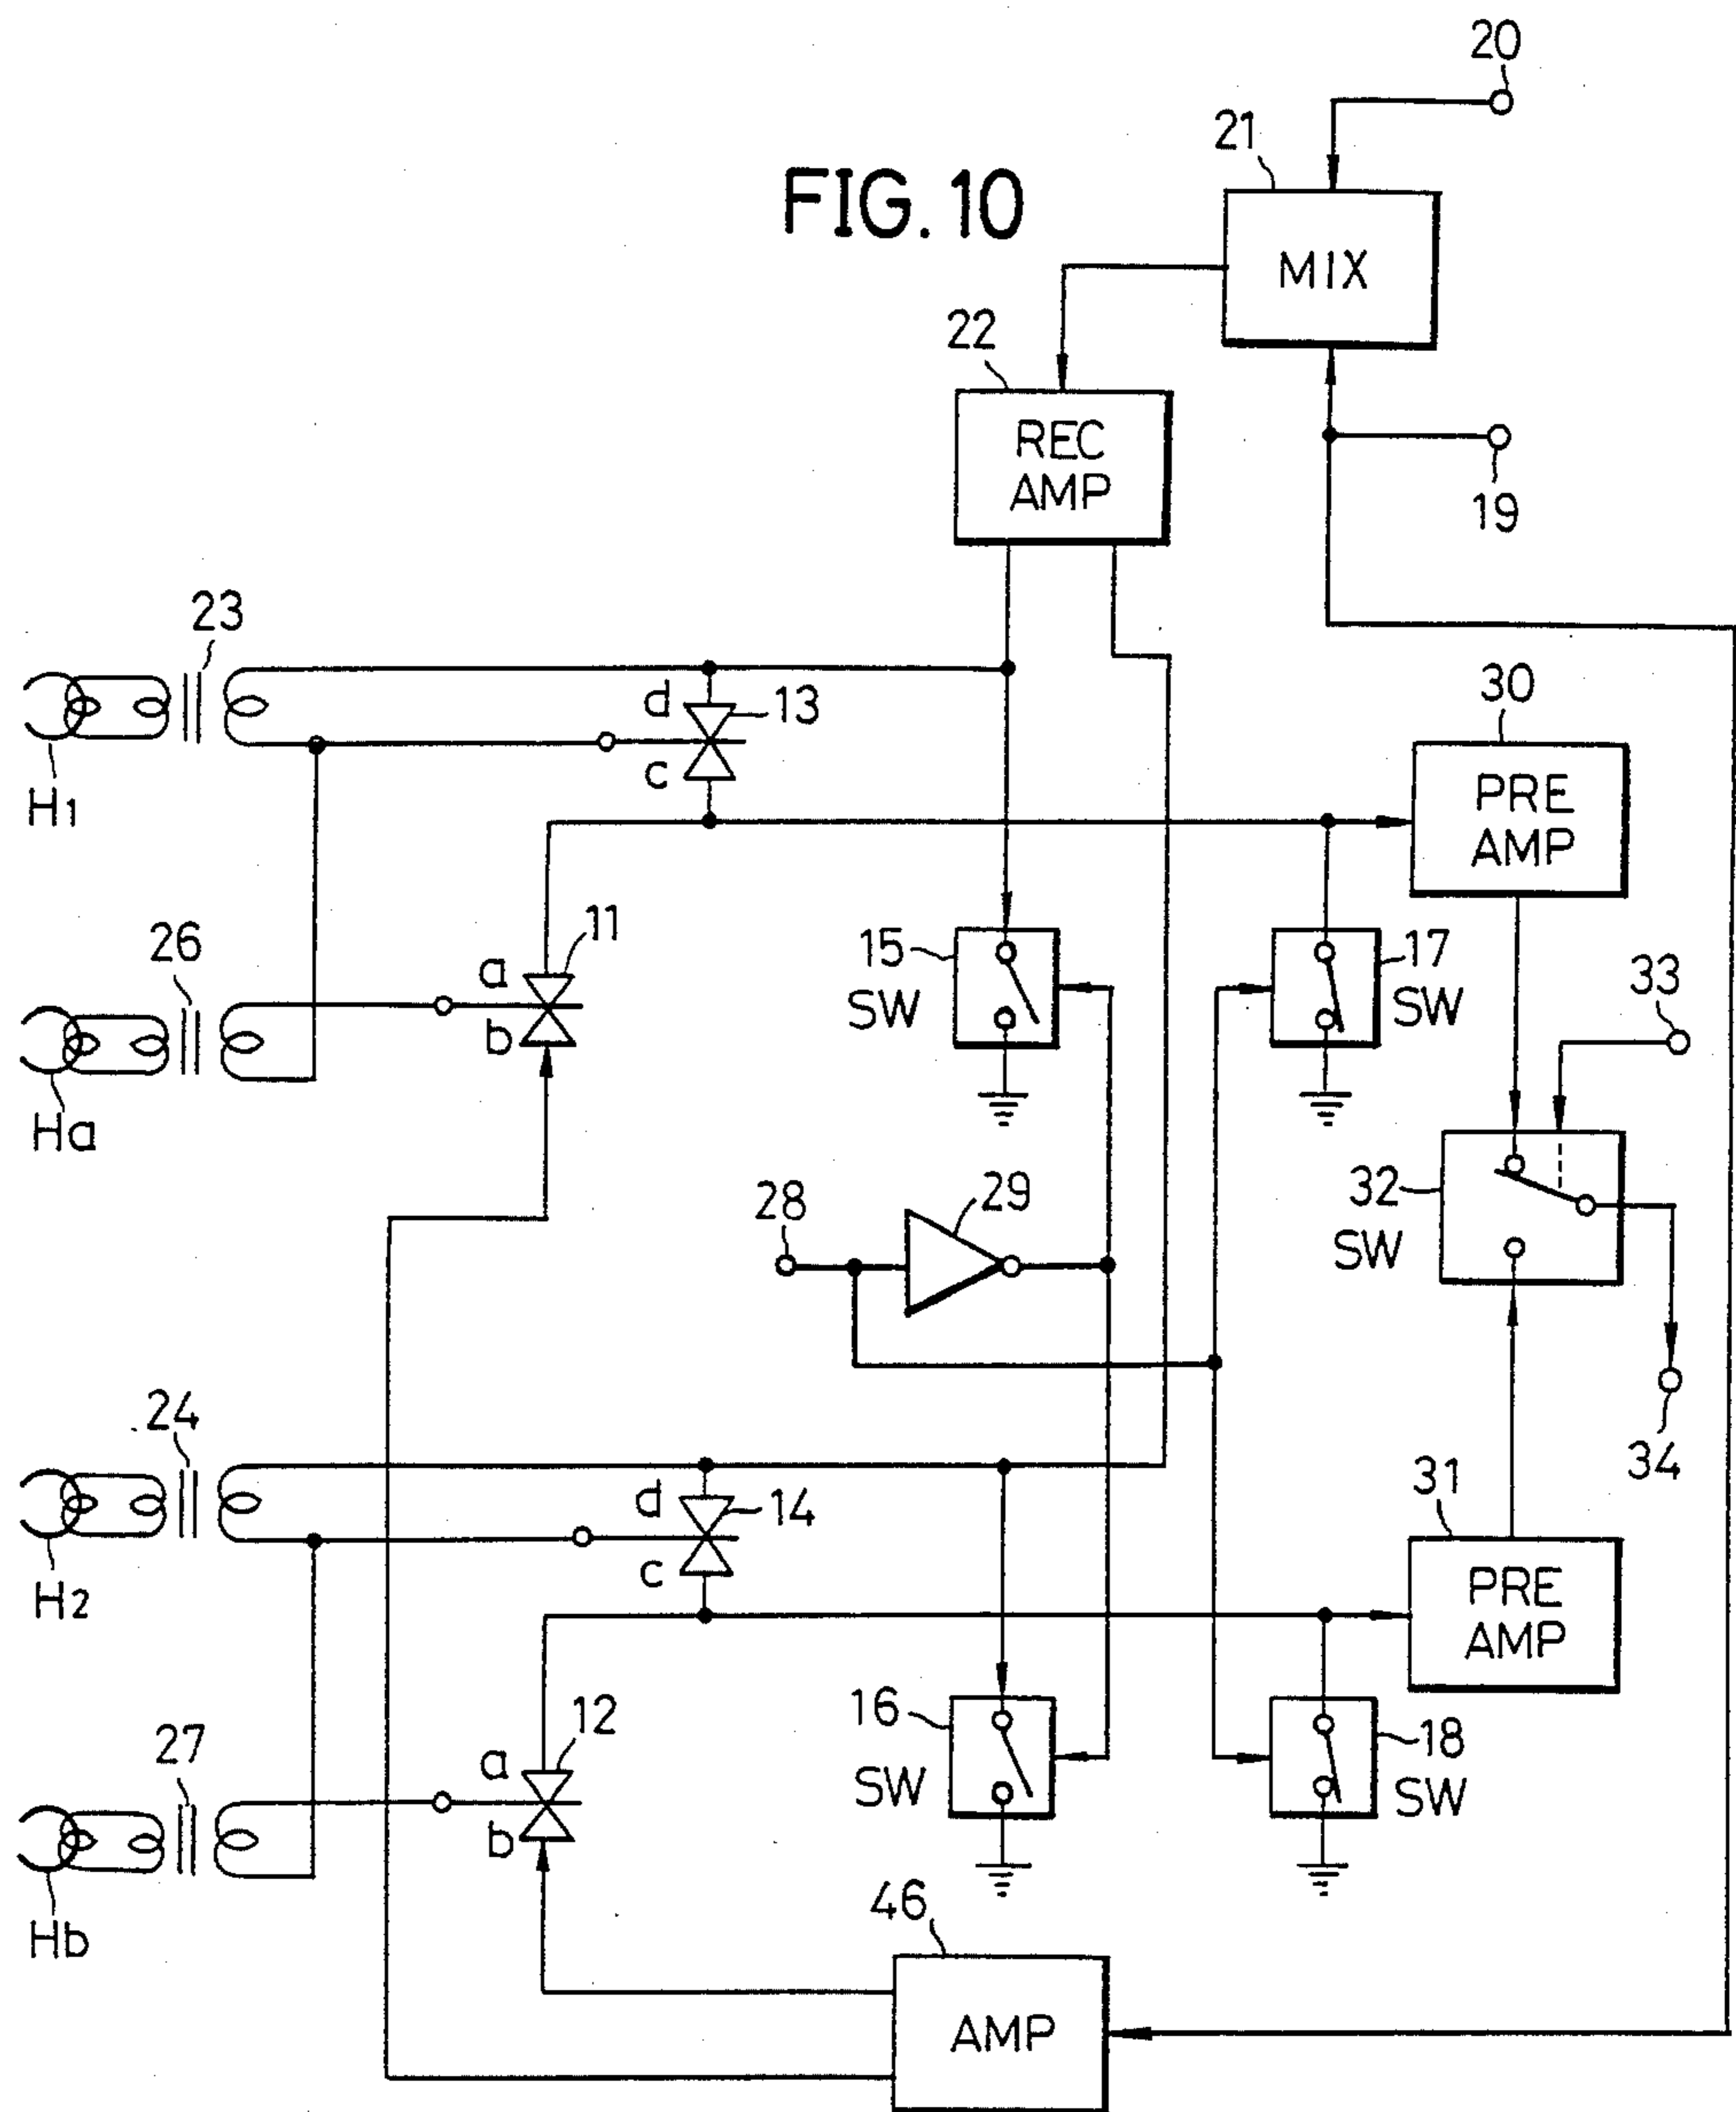 20
21
FIG. 10
MIX
22
REC
AMP
19
23
d
13
30
c
H1
PRE
AMP
26
a
11
15
17
33
b
SW
SW
Ha
28
29
32
SW
24
34
d
14
31
c
H2
PRE
AMP
12
16
18
27
a
SW
SW
b
46
Hb
AMP